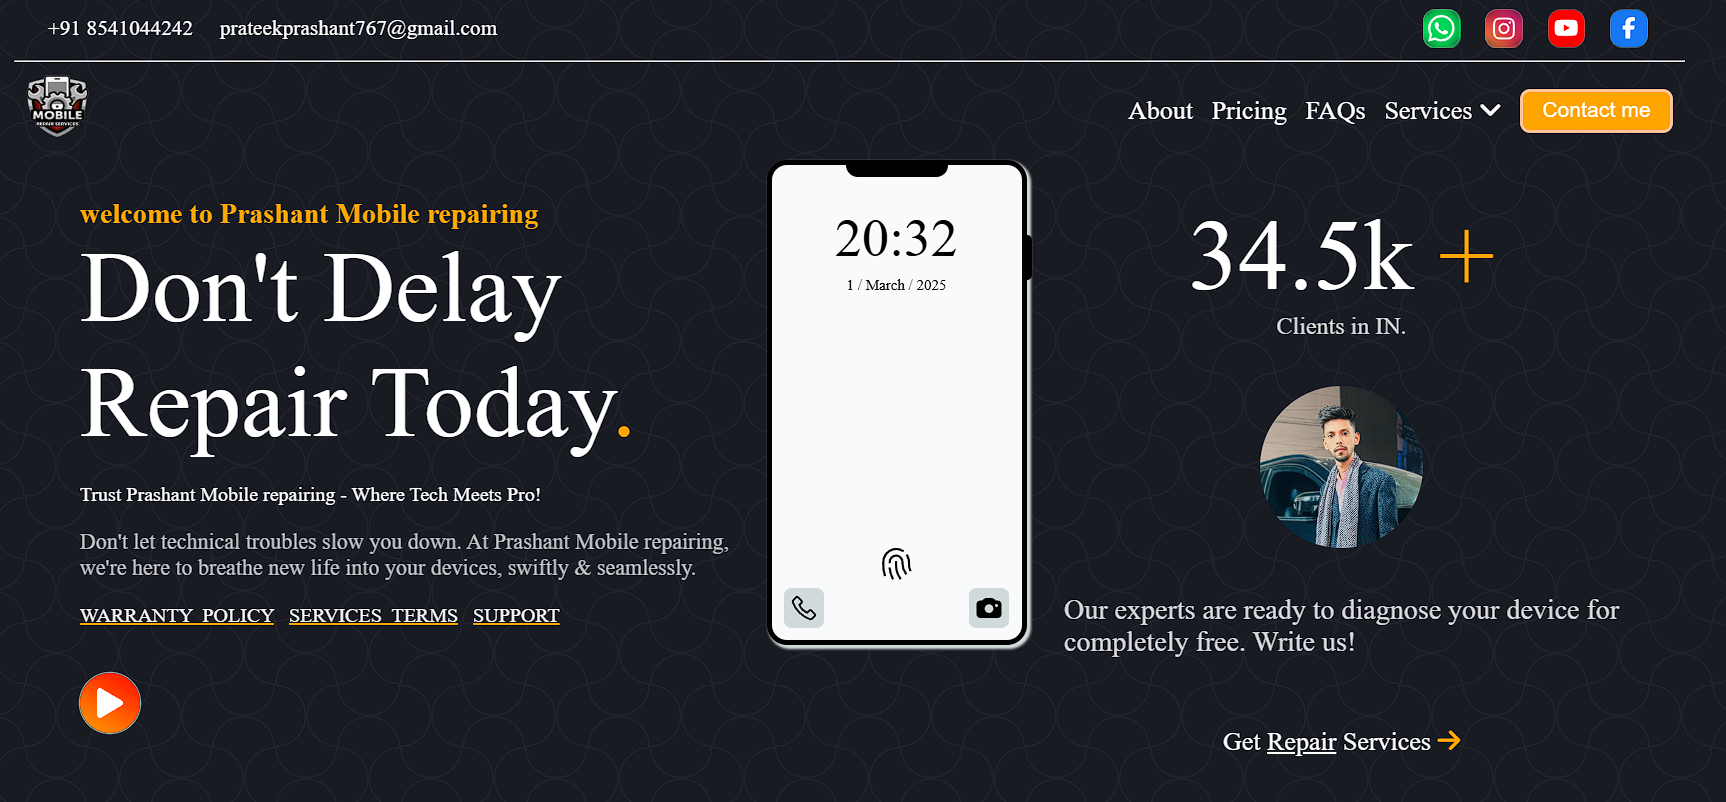 +91 8541044242 prateekprashant767@gmail.com
MOBILE
REPAIR SERVICES
About Pricing FAQs Services Contact me
welcome to Prashant Mobile repairing
Don't Delay
Repair Today.
Trust Prashant Mobile repairing - Where Tech Meets Pro!
Don't let technical troubles slow you down. At Prashant Mobile repairing,
we're here to breathe new life into your devices, swiftly & seamlessly.
WARRANTY POLICY SERVICES TERMS SUPPORT
20:32
1 / March / 2025
34.5k +
Clients in IN.
Our experts are ready to diagnose your device for
completely free. Write us!
Get Repair Services